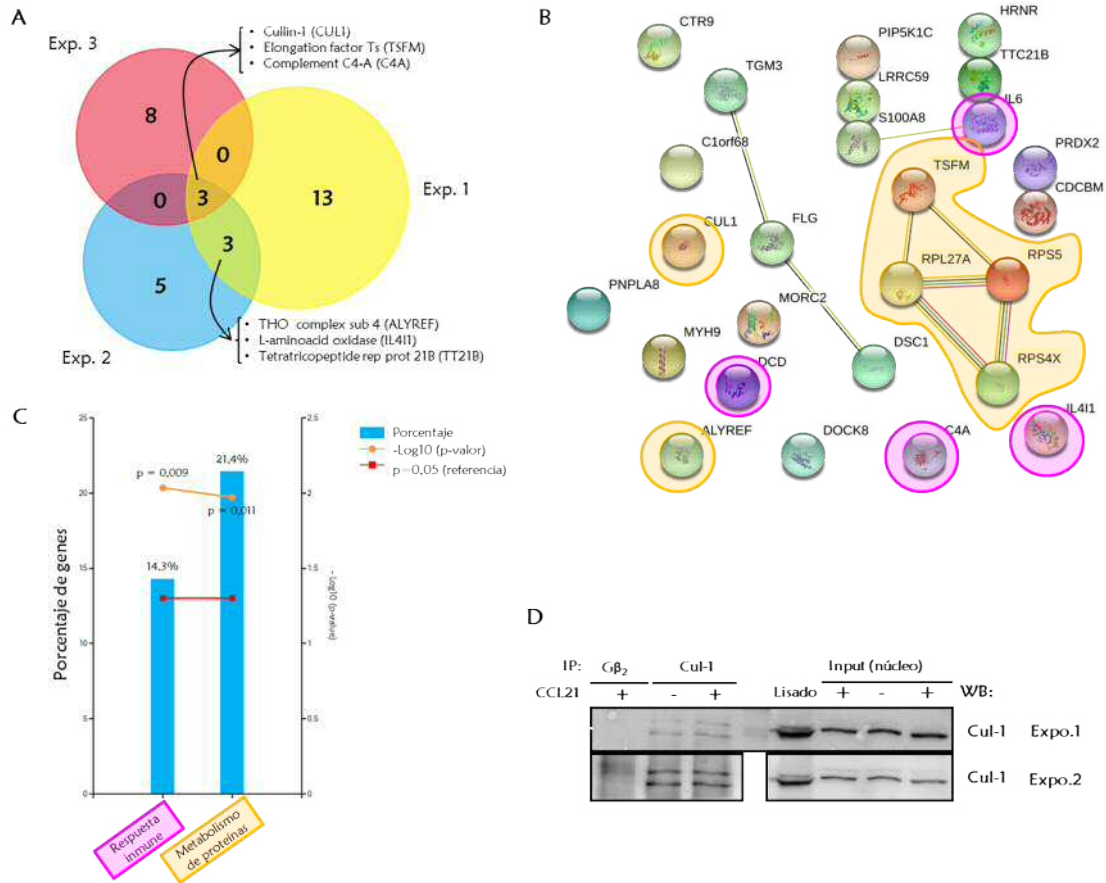 A
Exp. 3
• Cullin-1 (CUL1)
• Elongation factor Ts (TSFM)
• Complement C4-A (C4A)
8
0
Exp. 1
0
3
13
3
5
Exp. 2
• THO complex sub 4 (ALYREF)
• L-aminoacid oxidase (IL4I1)
• Tetratricopeptide rep prot 21B (TT21B)
B
CTR9
HRNR
PIP5K1C
TGM3
TTC21B
LRRC59
IL6
S100A8
C1orf68
PRDX2
TSFM
CDCBM
CUL1
FLG
RPL27A
RPS5
PNPLA8
MORC2
MYH9
DSC1
RPS4X
DCD
IL4I1
ALYREF
DOCK8
C4A
C
Porcentaje
-Log10 (p-valor)
p=0,05 (referencia)
25
20
15
10
5
0
2.5
2
1.5
1
0.5
0
Porcentaje de genes
- Log10 (p-value)
p = 0,009
21,4%
p = 0,011
14,3%
Respuesta
inmune
Metabolismo
de proteínas
D
IP: Gβ2 Cul-1 Input (núcleo)
CCL21 + - + Lisado + - + WB:
Cul-1 Expo.1
Cul-1 Expo.2